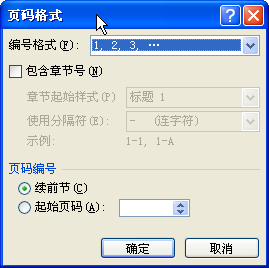 页码格式
编号格式(F): 1, 2, 3, …
包含章节号(N)
章节起始样式(P) 标题 1
使用分隔符(E): - (连字符)
示例: 1-1, 1-A
页码编号
续前节(C)
起始页码(A):
确定 取消